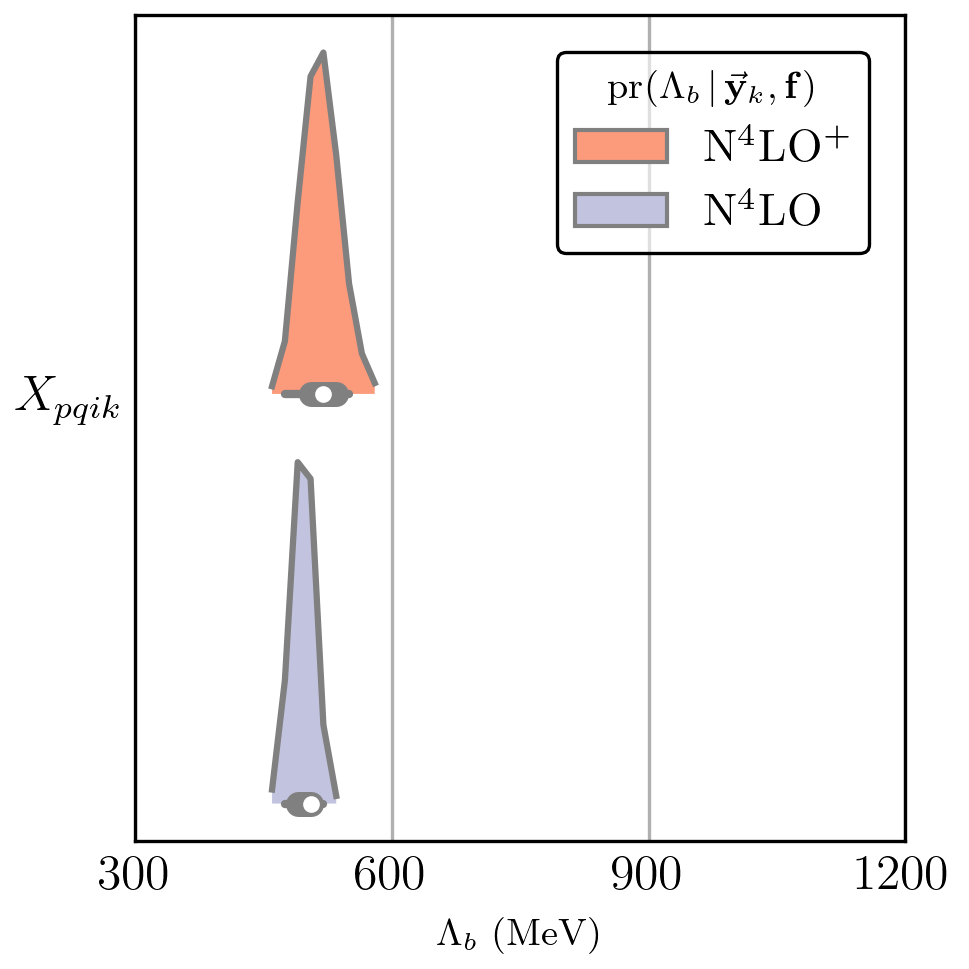 pr(Λ_b | y⃗_k, f)
N⁴LO⁺
N⁴LO
X_pqik
300 600 900 1200
Λ_b (MeV)